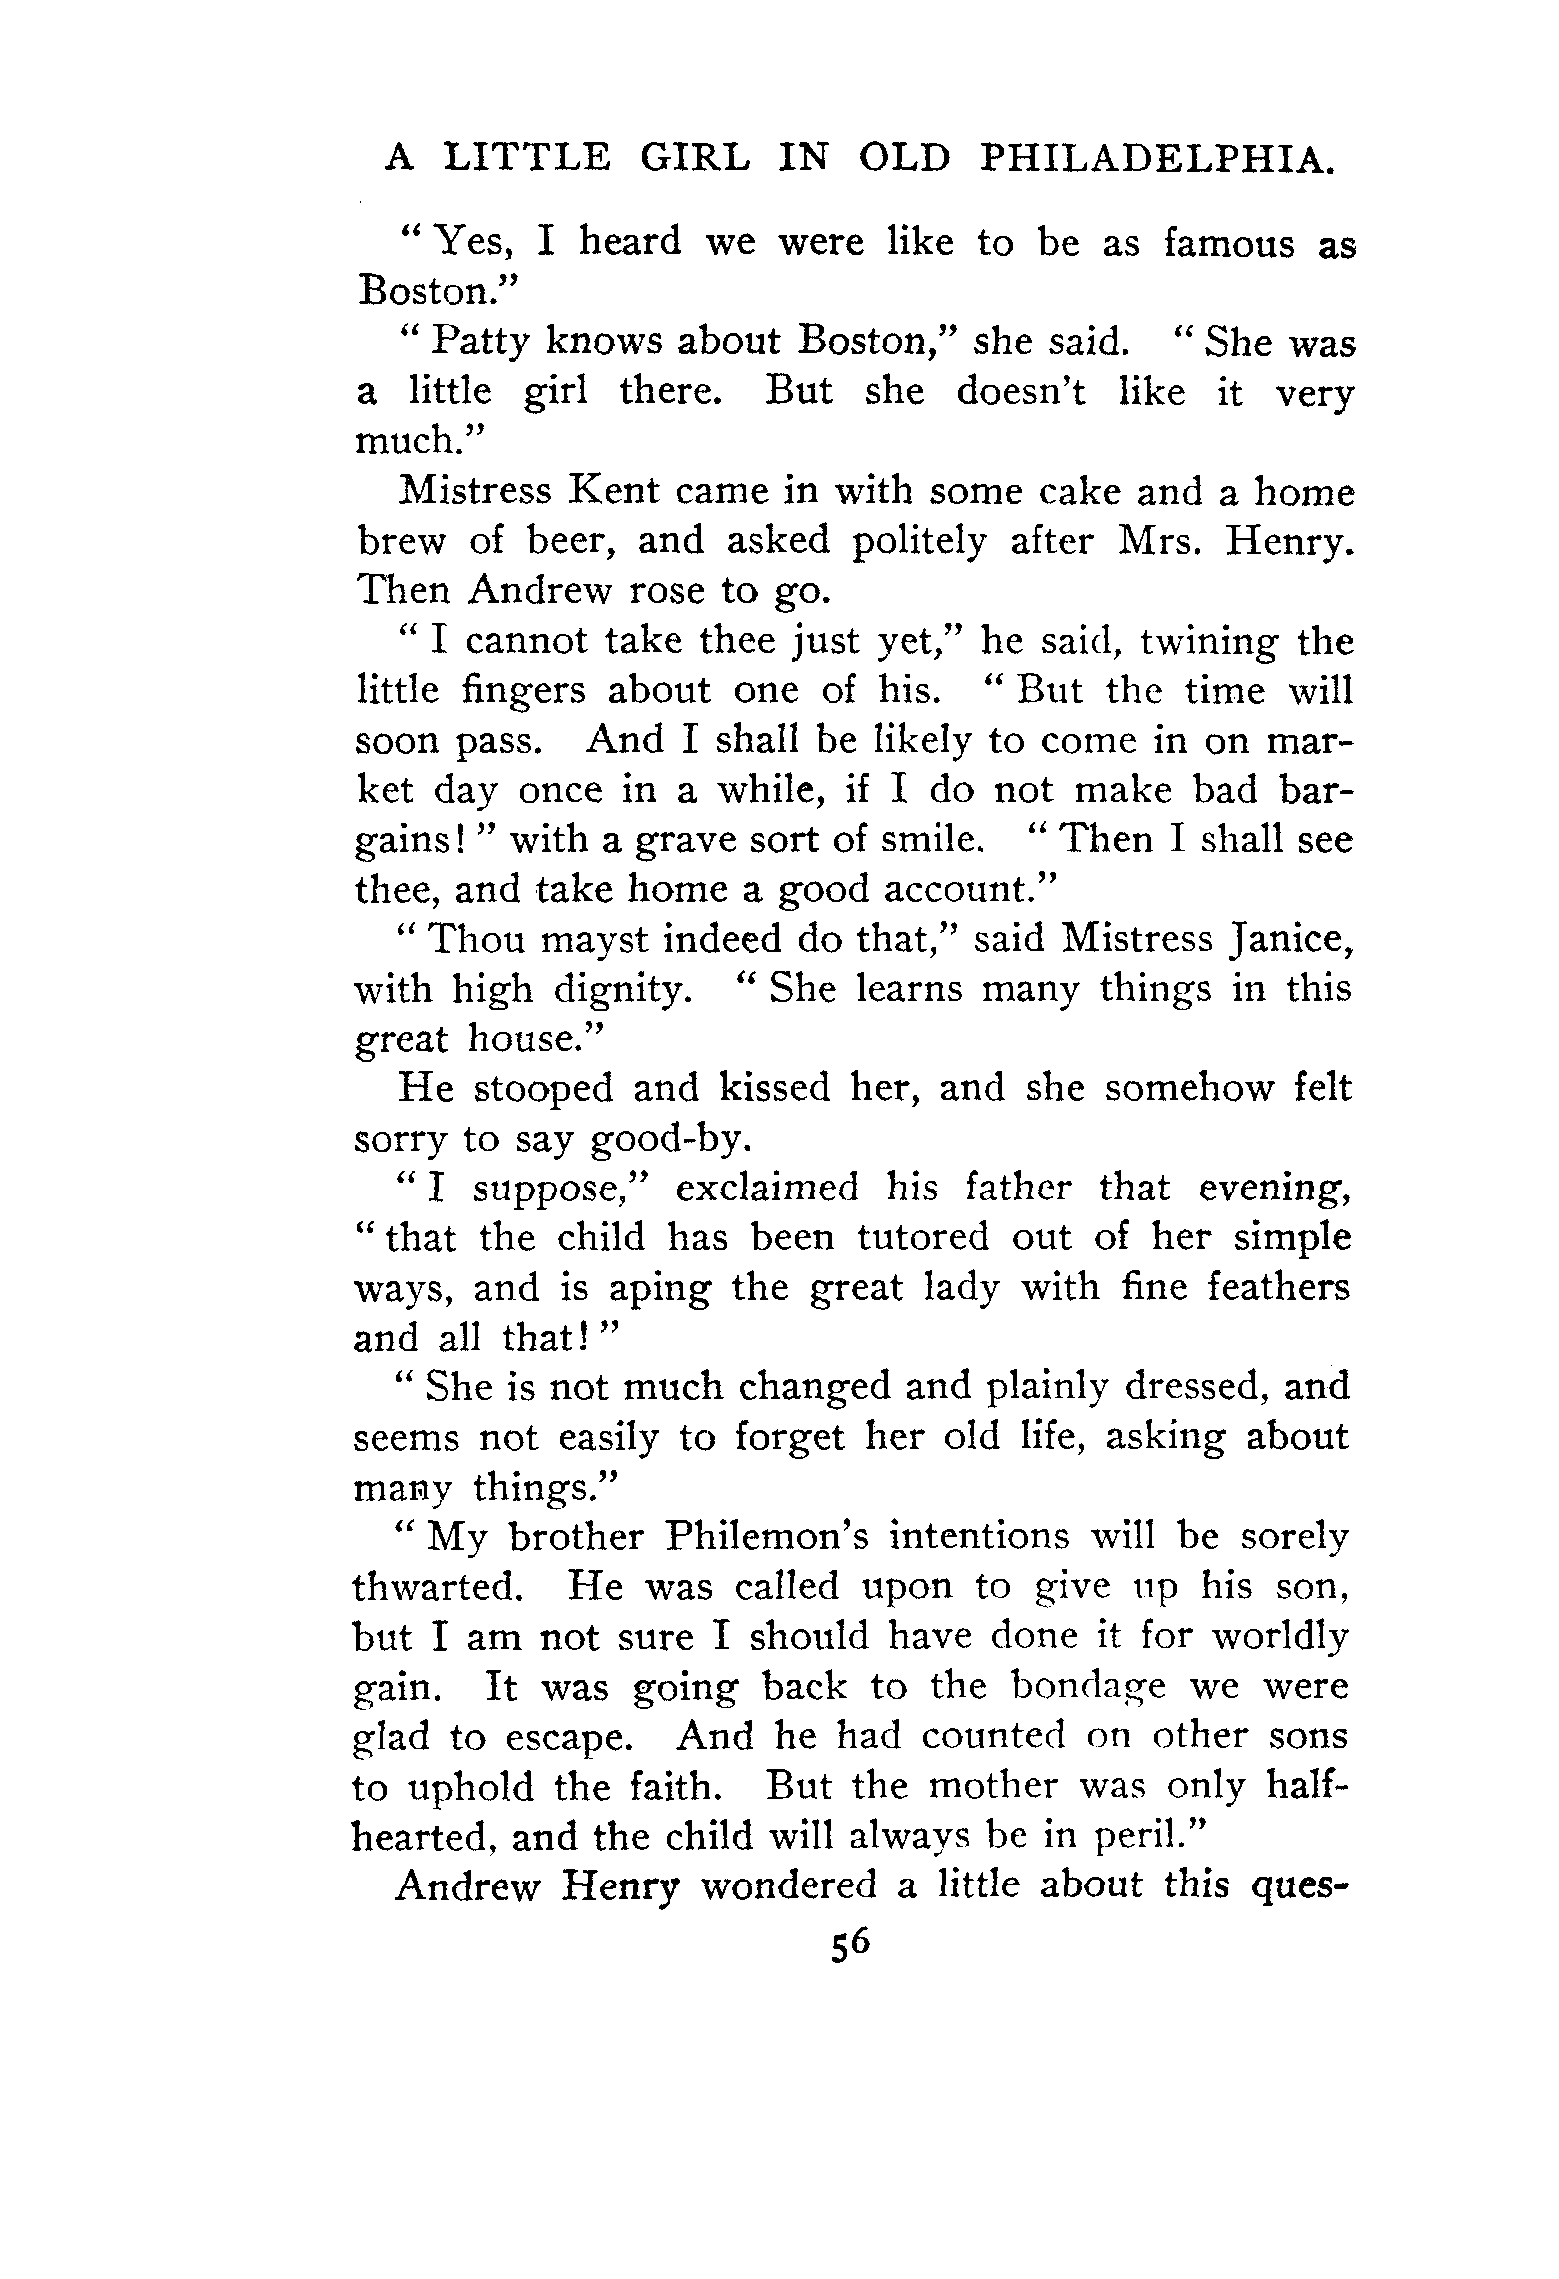 A LITTLE GIRL IN OLD PHILADELPHIA.
“ Yes, I heard we were like to be as famous as
Boston.”
“ Patty knows about Boston,” she said. “ She was
a little girl there. But she doesn’t like it very
much.”
Mistress Kent came in with some cake and a home
brew of beer, and asked politely after Mrs. Henry.
Then Andrew rose to go.
“ I cannot take thee just yet,” he said, twining the
little fingers about one of his. “ But the time will
soon pass. And I shall be likely to come in on mar-
ket day once in a while, if I do not make bad bar-
gains! ” with a grave sort of smile. “ Then I shall see
thee, and take home a good account.”
“ Thou mayst indeed do that,” said Mistress Janice,
with high dignity. “ She learns many things in this
great house.”
He stooped and kissed her, and she somehow felt
sorry to say good-by.
“ I suppose,” exclaimed his father that evening,
“ that the child has been tutored out of her simple
ways, and is aping the great lady with fine feathers
and all that! ”
“ She is not much changed and plainly dressed, and
seems not easily to forget her old life, asking about
many things.”
“ My brother Philemon’s intentions will be sorely
thwarted. He was called upon to give up his son,
but I am not sure I should have done it for worldly
gain. It was going back to the bondage we were
glad to escape. And he had counted on other sons
to uphold the faith. But the mother was only half-
hearted, and the child will always be in peril.”
Andrew Henry wondered a little about this ques-
56